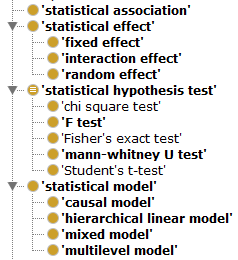 'statistical association'
'statistical effect'
'fixed effect'
'interaction effect'
'random effect'
'statistical hypothesis test'
'chi square test'
'F test'
'Fisher's exact test'
'mann-whitney U test'
'Student's t-test'
'statistical model'
'causal model'
'hierarchical linear model'
'mixed model'
'multilevel model'